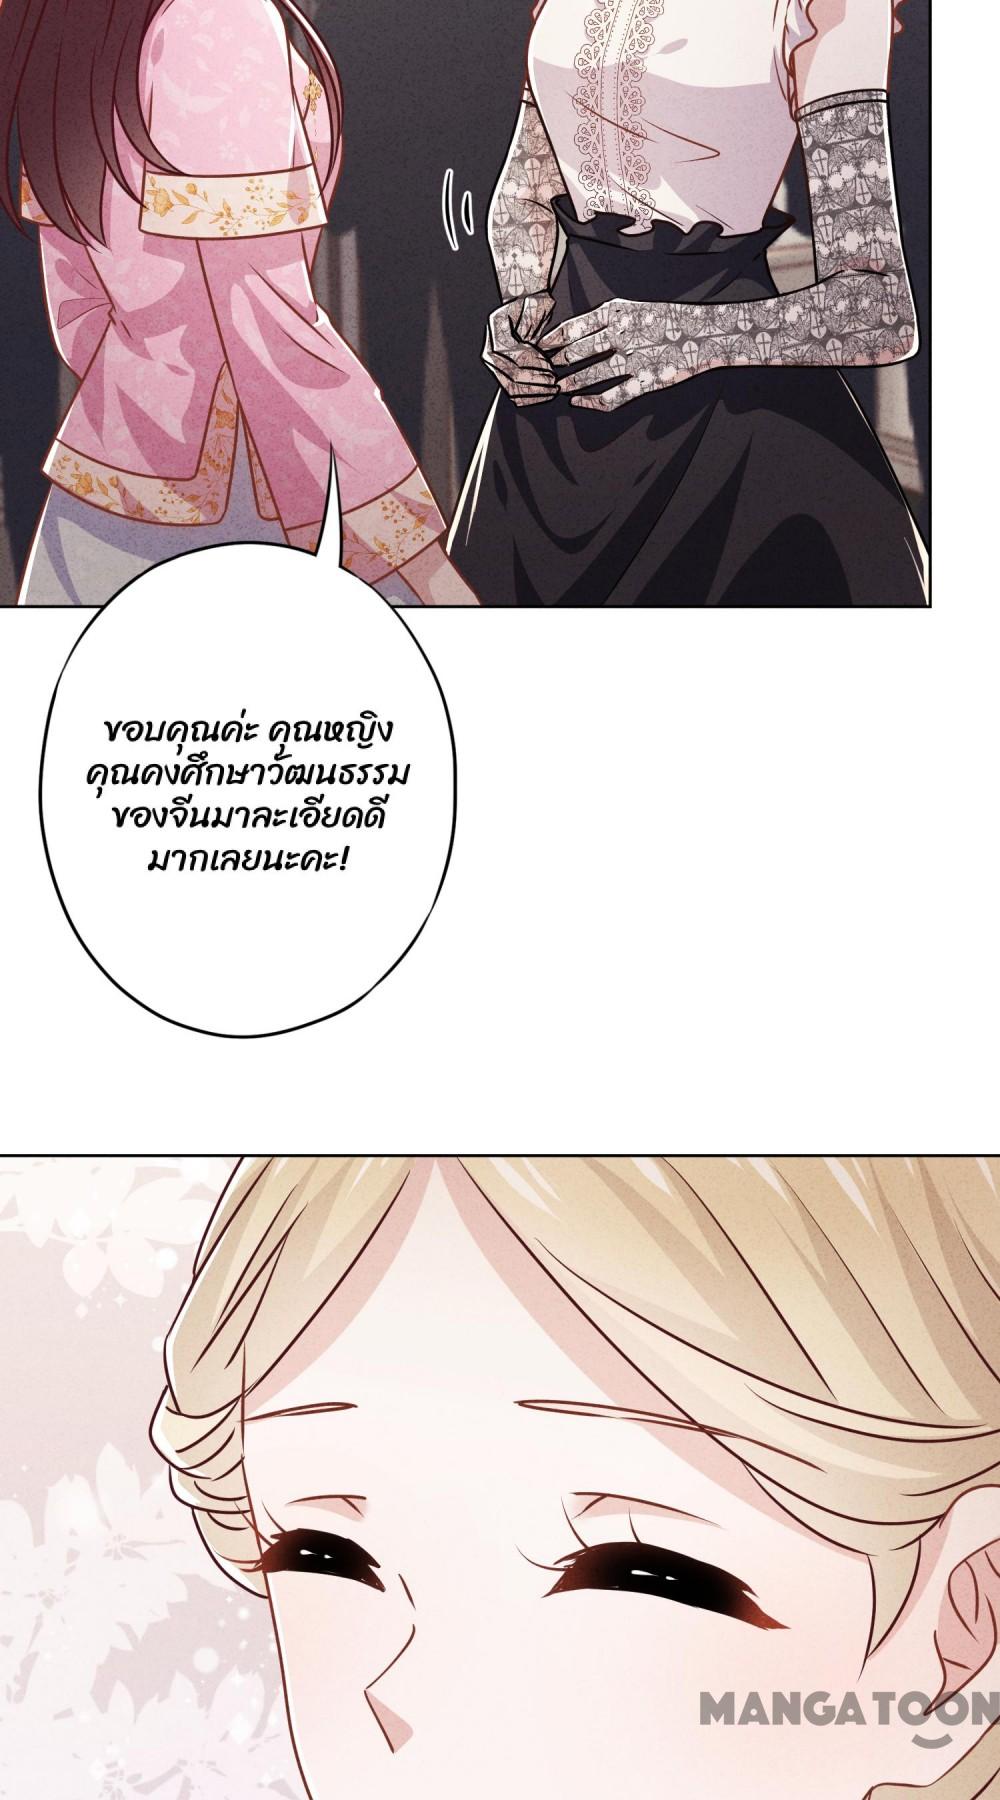 ขอบคุณค่ะ คุณหญิง
คุณคงศึกษาวัฒนธรรม
ของจีนมาละเอียดดี
มากเลยนะคะ!
MANGATOON